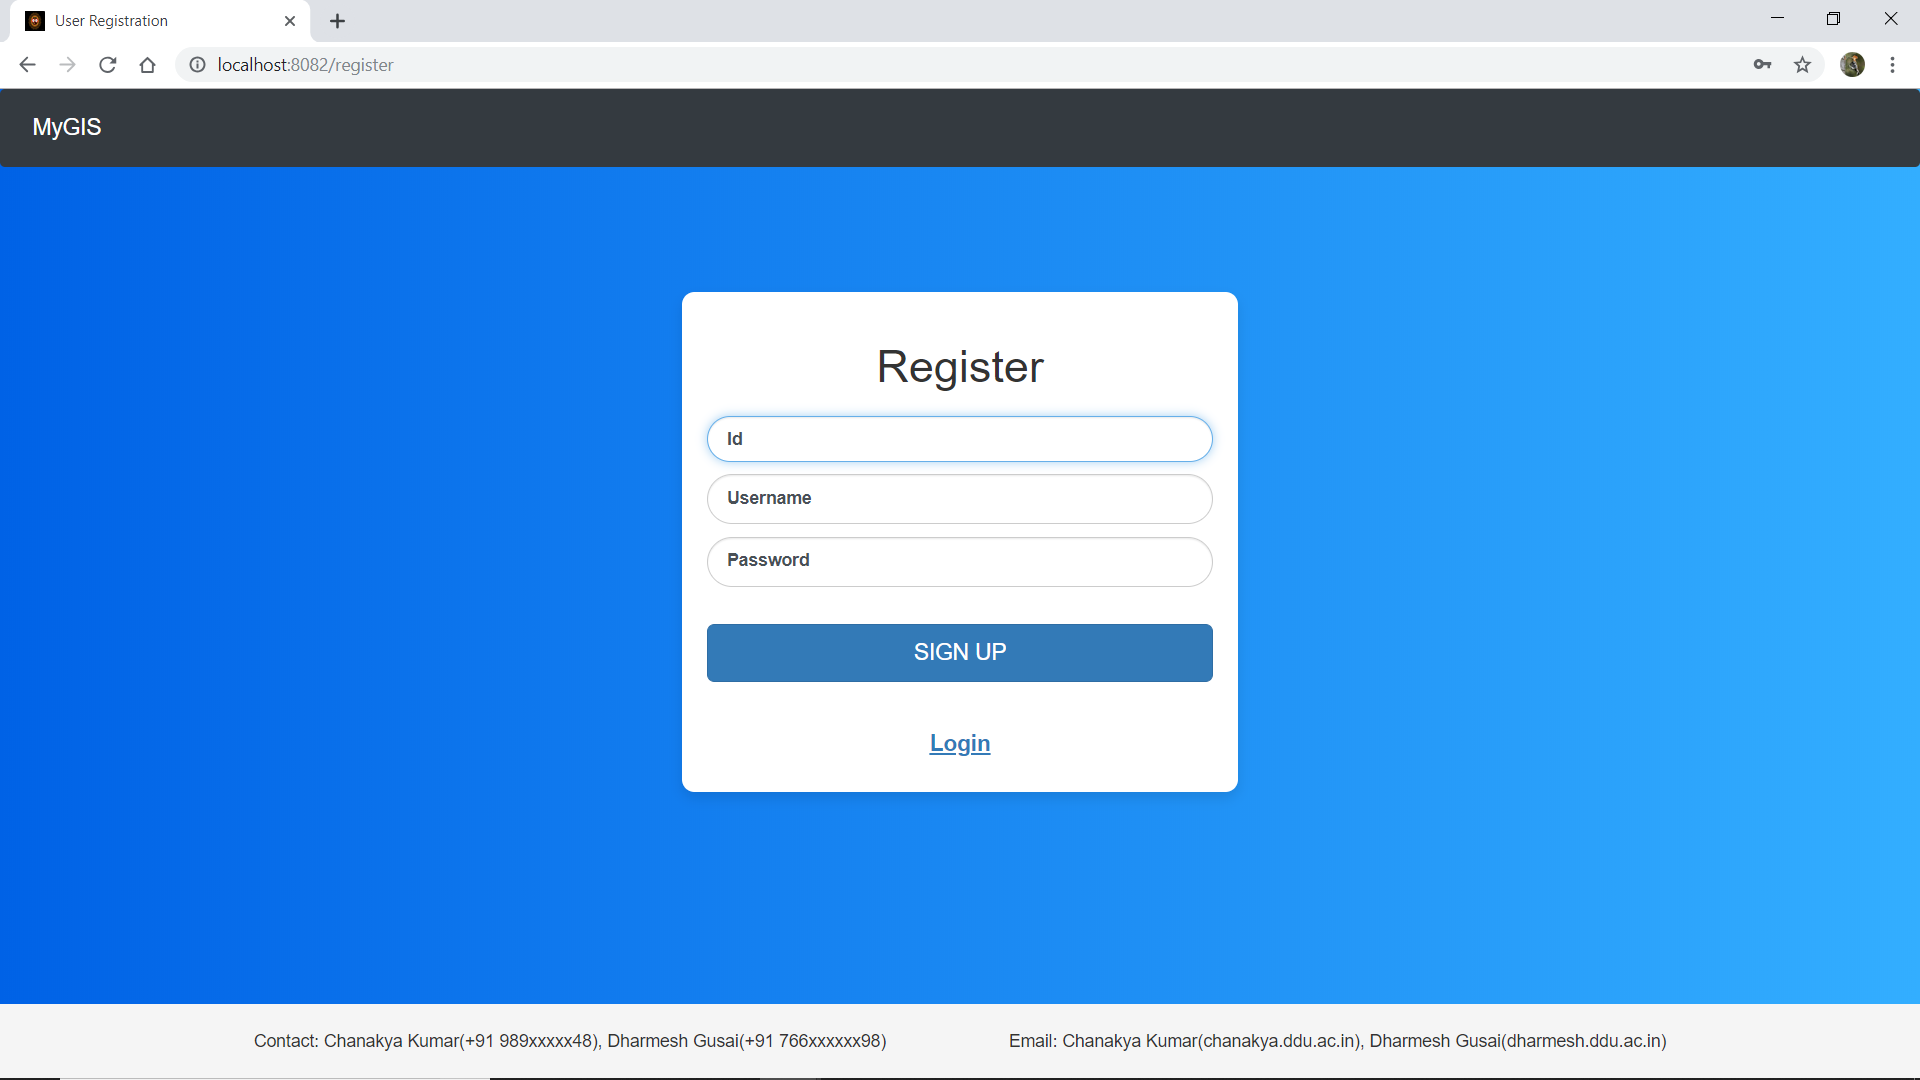 User Registration
localhost:8082/register
MyGIS
Register
Id
Username
Password
SIGN UP
Login
Contact: Chanakya Kumar(+91 989xxxxx48), Dharmesh Gusai(+91 766xxxxxx98)
Email: Chanakya Kumar(chanakya.ddu.ac.in), Dharmesh Gusai(dharmesh.ddu.ac.in)